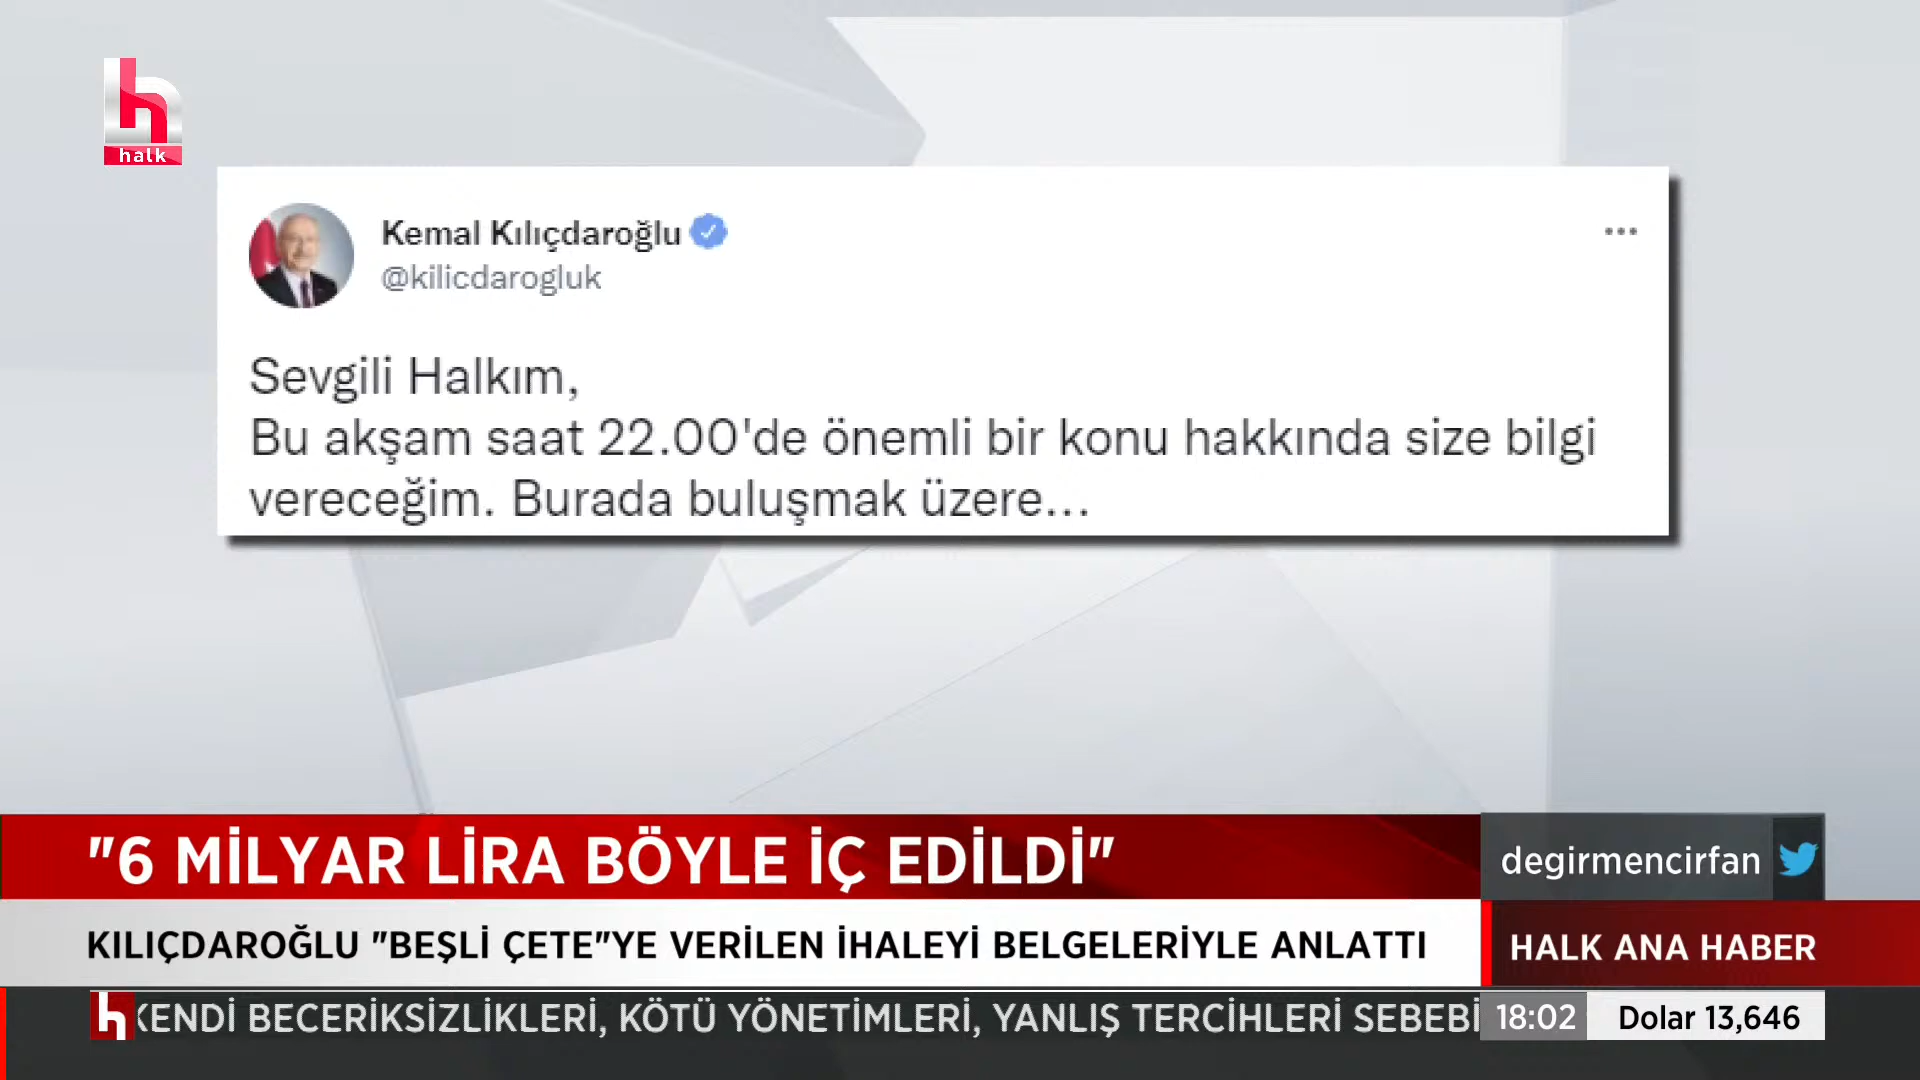 halk
Kemal Kılıçdaroğlu
@kilicdarogluk
Sevgili Halkım,
Bu akşam saat 22.00'de önemli bir konu hakkında size bilgi
vereceğim. Burada buluşmak üzere...
"6 MİLYAR LİRA BÖYLE İÇ EDİLDİ"
degirmencirfan
KILIÇDAROĞLU "BEŞLİ ÇETE"YE VERİLEN İHALEYİ BELGELERİYLE ANLATTI
HALK ANA HABER
KENDİ BECERİKSİZLİKLERİ, KÖTÜ YÖNETİMLERİ, YANLIŞ TERCİHLERİ SEBEBİ
18:02
Dolar 13,646